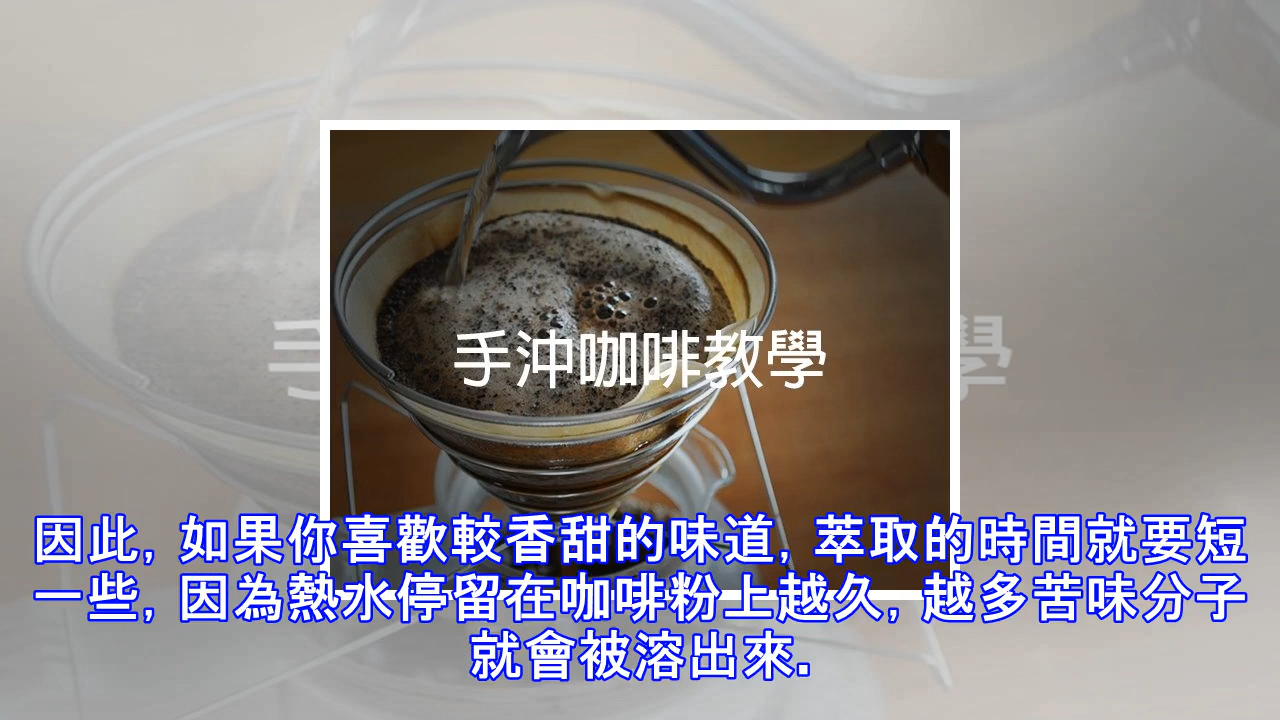 手沖咖啡教學
因此, 如果你喜歡較香甜的味道, 萃取的時間就要短
一些, 因為熱水停留在咖啡粉上越久, 越多苦味分子
就會被溶出來.